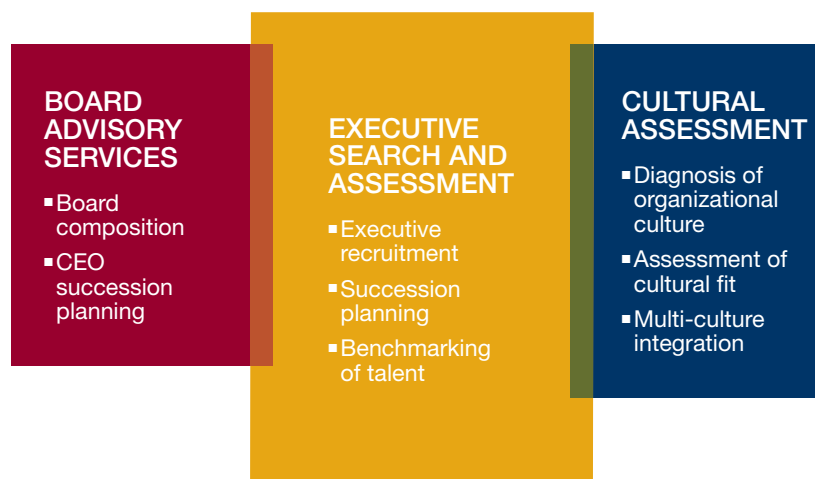 BOARD
ADVISORY
SERVICES
▪Board
composition
▪CEO
succession
planning
EXECUTIVE
SEARCH AND
ASSESSMENT
▪Executive
recruitment
▪Succession
planning
▪Benchmarking
of talent
CULTURAL
ASSESSMENT
▪Diagnosis of
organizational
culture
▪Assessment of
cultural fit
▪Multi-culture
integration